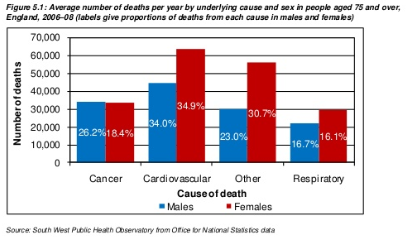 Figure 5.1: Average number of deaths per year by underlying cause and sex in people aged 75 and over,
England, 2006–08 (labels give proportions of deaths from each cause in males and females)
70,000
60,000
50,000
40,000
30,000
20,000
10,000
0
Number of deaths
26.2% 18.4% 34.0% 34.9% 23.0% 30.7% 16.7% 16.1%
Cancer Cardiovascular Other Respiratory
Cause of death
Males Females
Source: South West Public Health Observatory from Office for National Statistics data